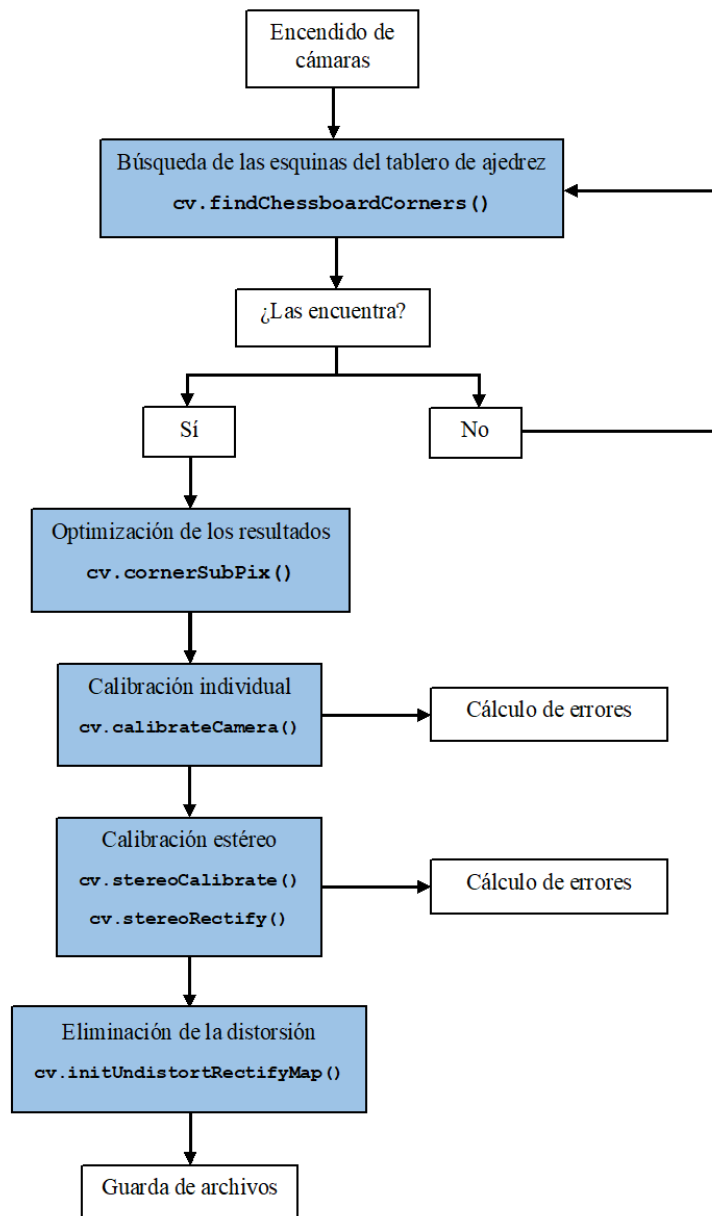 Encendido de
cámaras
Búsqueda de las esquinas del tablero de ajedrez
cv.findChessboardCorners()
¿Las encuentra?
Sí
No
Optimización de los resultados
cv.cornerSubPix()
Calibración individual
cv.calibrateCamera()
Cálculo de errores
Calibración estéreo
cv.stereoCalibrate()
cv.stereoRectify()
Cálculo de errores
Eliminación de la distorsión
cv.initUndistortRectifyMap()
Guarda de archivos